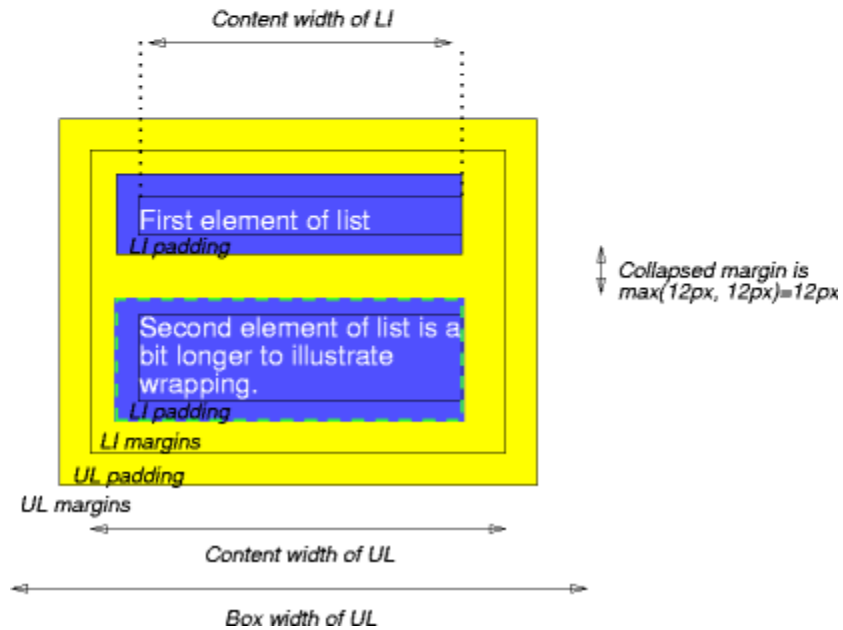 Content width of LI
First element of list
LI padding
Collapsed margin is
max(12px, 12px)=12px
Second element of list is a
bit longer to illustrate
wrapping.
LI padding
LI margins
UL padding
UL margins
Content width of UL
Box width of UL